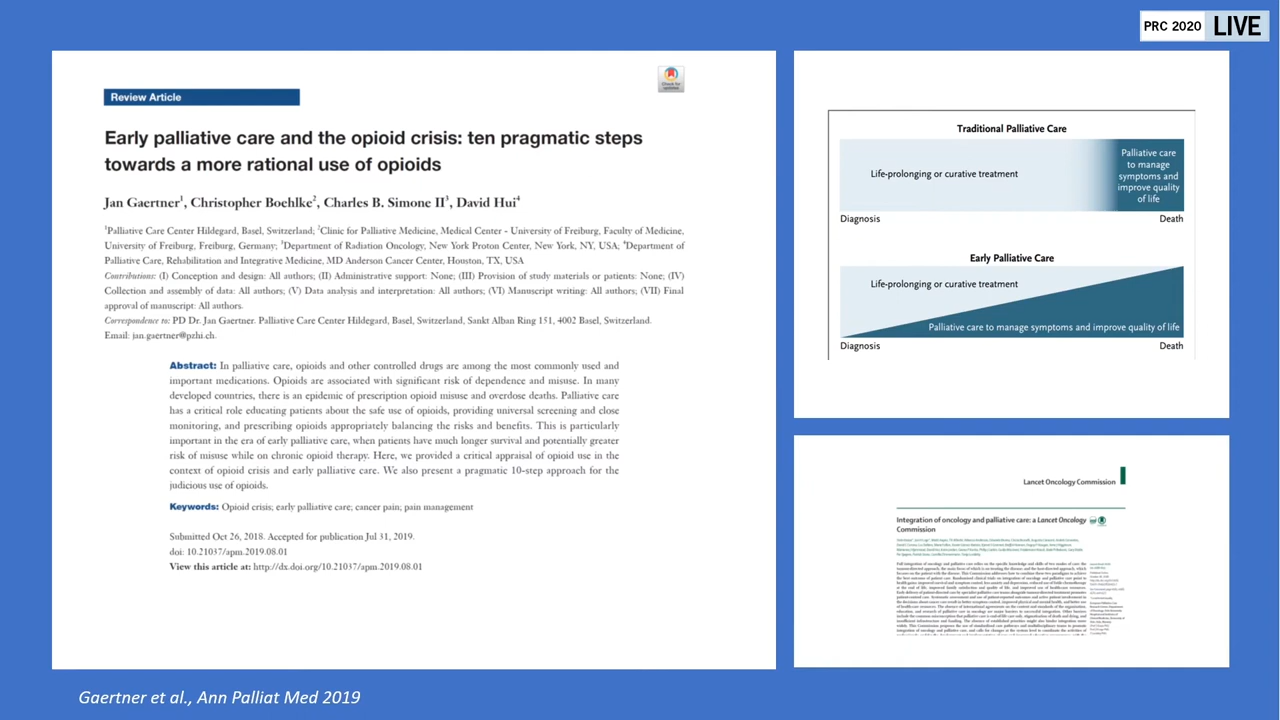 PRC 2020 LIVE
Review Article
Check for
updates
Early palliative care and the opioid crisis: ten pragmatic steps
towards a more rational use of opioids
Jan Gaertner1, Christopher Boehlke2, Charles B. Simone II3, David Hui4
1Palliative Care Center Hildegard, Basel, Switzerland; 2Clinic for Palliative Medicine, Medical Center - University of Freiburg, Faculty of Medicine,
University of Freiburg, Freiburg, Germany; 3Department of Radiation Oncology, New York Proton Center, New York, NY, USA; 4Department of
Palliative Care, Rehabilitation and Integrative Medicine, MD Anderson Cancer Center, Houston, TX, USA
Contributions: (I) Conception and design: All authors; (II) Administrative support: None; (III) Provision of study materials or patients: None; (IV)
Collection and assembly of data: All authors; (V) Data analysis and interpretation: All authors; (VI) Manuscript writing: All authors; (VII) Final
approval of manuscript: All authors.
Correspondence to: PD Dr. Jan Gaertner. Palliative Care Center Hildegard, Basel, Switzerland, Sankt Alban Ring 151, 4002 Basel, Switzerland.
Email: jan.gaertner@pzhi.ch.
Abstract: In palliative care, opioids and other controlled drugs are among the most commonly used and
important medications. Opioids are associated with significant risk of dependence and misuse. In many
developed countries, there is an epidemic of prescription opioid misuse and overdose deaths. Palliative care
has a critical role educating patients about the safe use of opioids, providing universal screening and close
monitoring, and prescribing opioids appropriately balancing the risks and benefits. This is particularly
important in the era of early palliative care, when patients have much longer survival and potentially greater
risk of misuse while on chronic opioid therapy. Here, we provided a critical appraisal of opioid use in the
context of opioid crisis and early palliative care. We also present a pragmatic 10-step approach for the
judicious use of opioids.
Keywords: Opioid crisis; early palliative care; cancer pain; pain management
Submitted Oct 26, 2018. Accepted for publication Jul 31, 2019.
doi: 10.21037/apm.2019.08.01
View this article at: http://dx.doi.org/10.21037/apm.2019.08.01
Traditional Palliative Care
Life-prolonging or curative treatment
Palliative care
to manage
symptoms and
improve quality
of life
Diagnosis Death
Early Palliative Care
Life-prolonging or curative treatment
Palliative care to manage symptoms and improve quality of life
Diagnosis Death
Lancet Oncology Commission
Integration of oncology and palliative care: a Lancet Oncology
Commission
Gaertner et al., Ann Palliat Med 2019